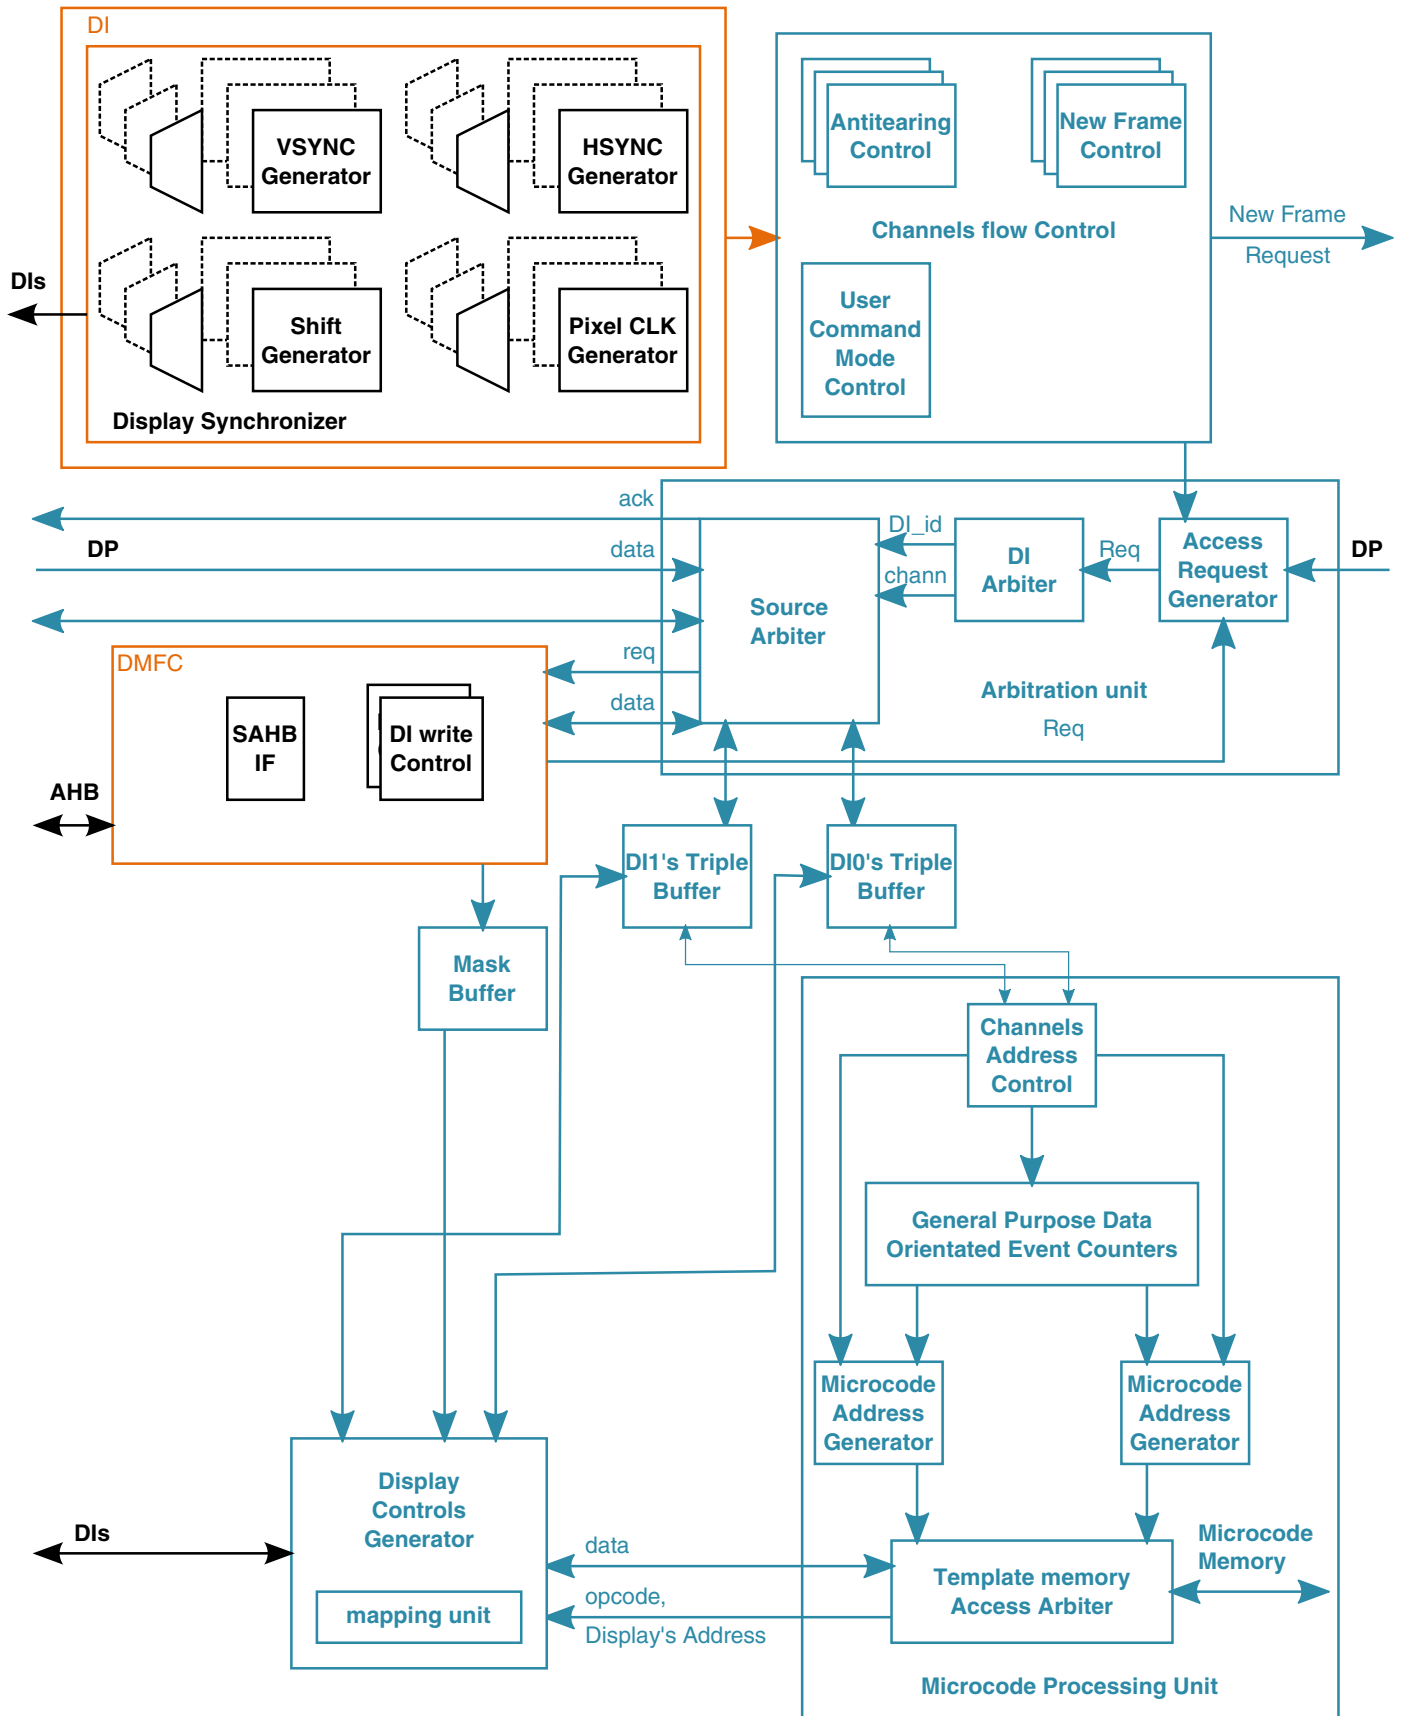 DI
VSYNC
Generator
HSYNC
Generator
Shift
Generator
Pixel CLK
Generator
Display Synchronizer
DIs
Antitearing
Control
New Frame
Control
Channels flow Control
User
Command
Mode
Control
New Frame
Request
ack
DP
data
DI_id
chann
Source
Arbiter
DI
Arbiter
Req
Access
Request
Generator
DP
req
data
Arbitration unit
Req
DMFC
SAHB
IF
DI write
Control
AHB
DI1's Triple
Buffer
DI0's Triple
Buffer
Mask
Buffer
Channels
Address
Control
General Purpose Data
Orientated Event Counters
Microcode
Address
Generator
Microcode
Address
Generator
Display
Controls
Generator
mapping unit
DIs
data
opcode,
Display's Address
Template memory
Access Arbiter
Microcode
Memory
Microcode Processing Unit